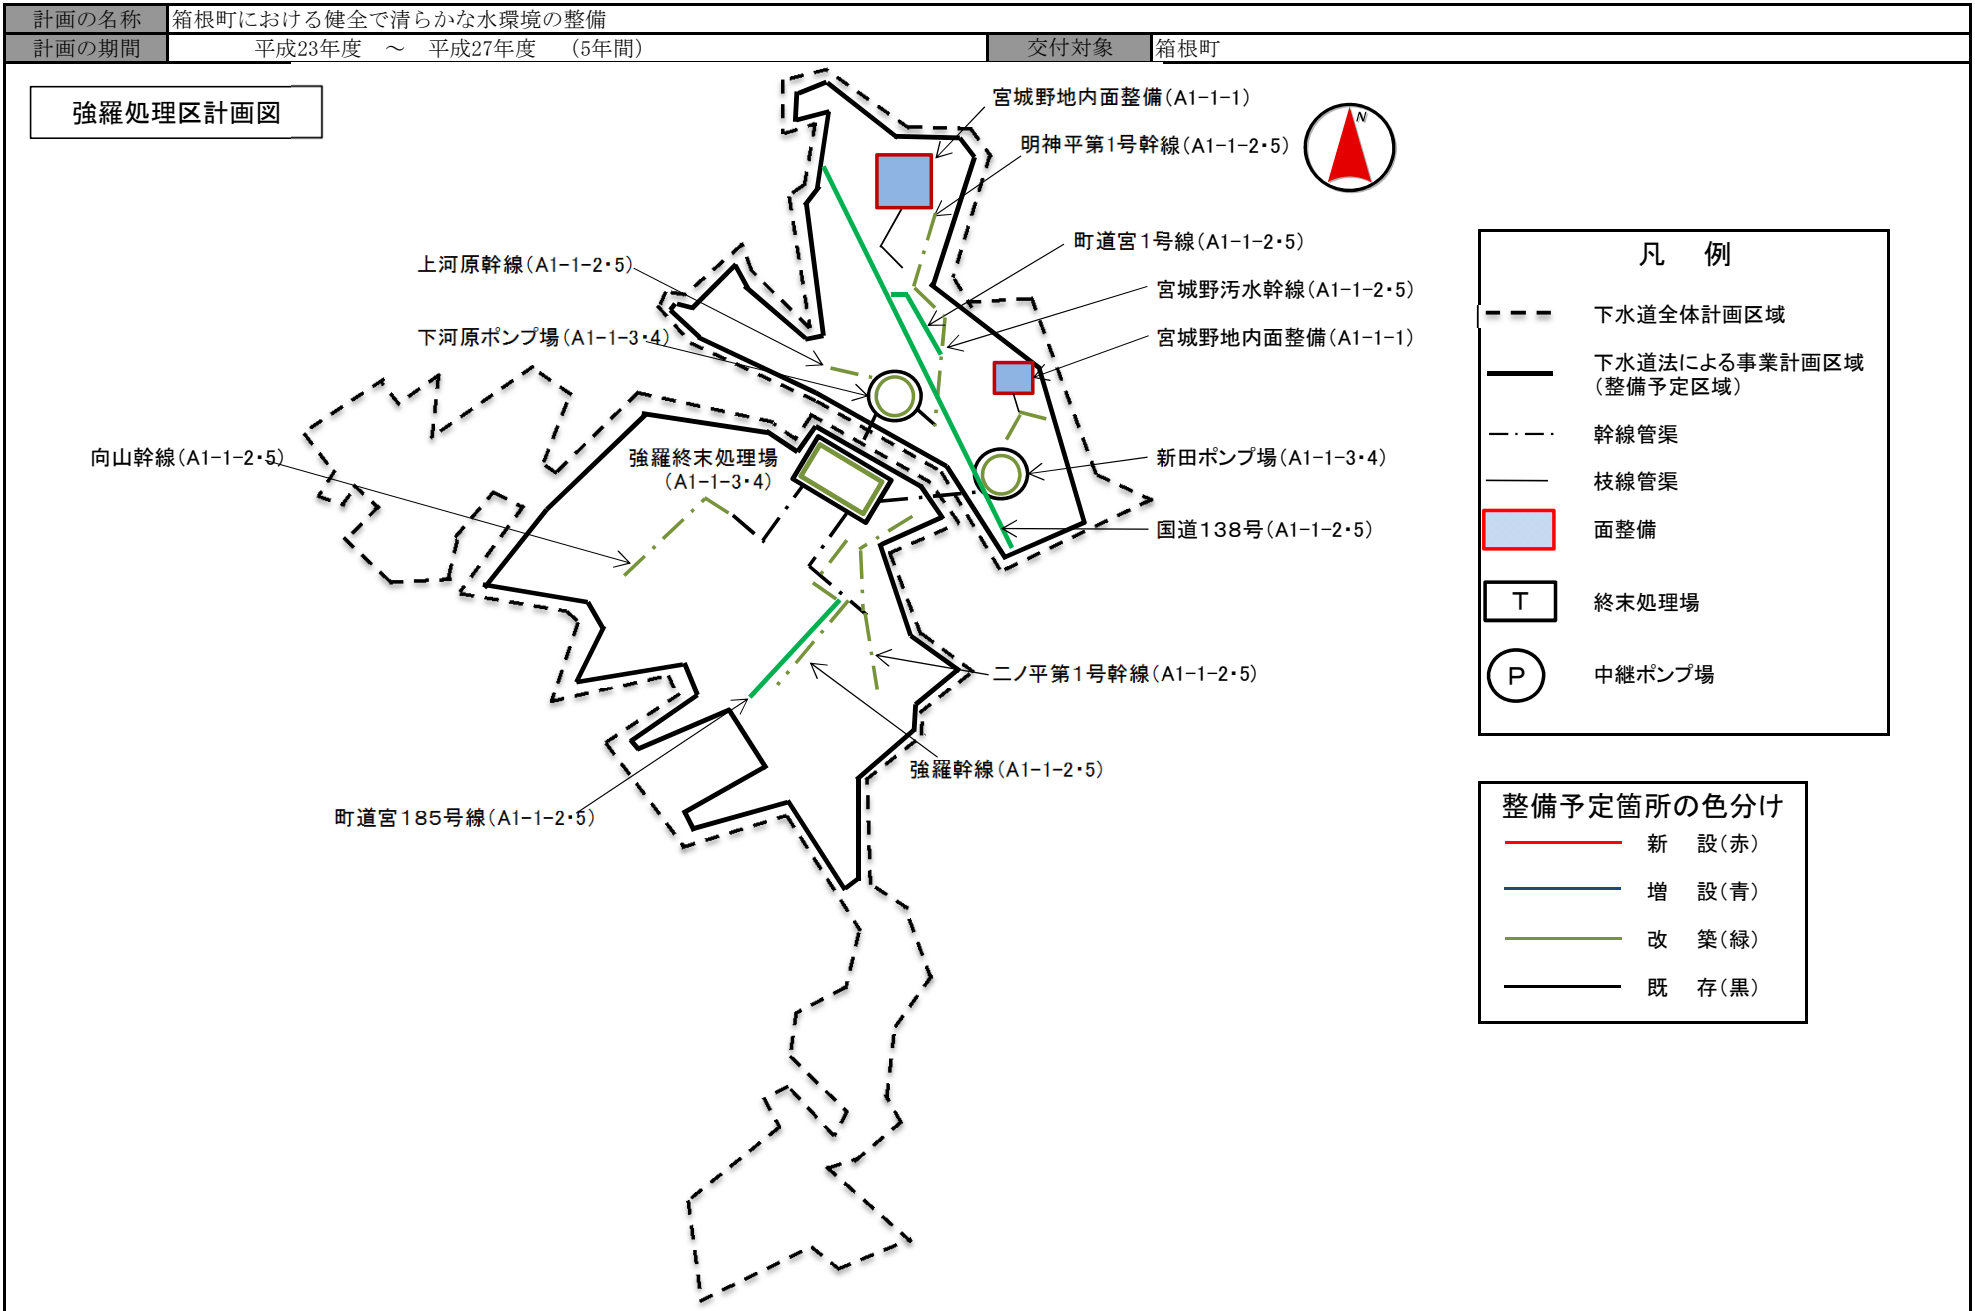 計画の名称 箱根町における健全で清らかな水環境の整備
計画の期間 平成23年度 ～ 平成27年度 （5年間） 交付対象 箱根町
強羅処理区計画図
宮城野地内面整備(A1-1-1)
N
明神平第1号幹線(A1-1-2・5)
町道宮1号線(A1-1-2・5)
上河原幹線(A1-1-2・5)
宮城野汚水幹線(A1-1-2・5)
下河原ポンプ場(A1-1-3・4)
宮城野地内面整備(A1-1-1)
向山幹線(A1-1-2・5)
強羅終末処理場
(A1-1-3・4)
新田ポンプ場(A1-1-3・4)
国道138号(A1-1-2・5)
二ノ平第1号幹線(A1-1-2・5)
強羅幹線(A1-1-2・5)
町道宮185号線(A1-1-2・5)
凡 例
下水道全体計画区域
下水道法による事業計画区域
(整備予定区域)
幹線管渠
枝線管渠
面整備
T 終末処理場
P 中継ポンプ場
整備予定箇所の色分け
新 設(赤)
増 設(青)
改 築(緑)
既 存(黒)